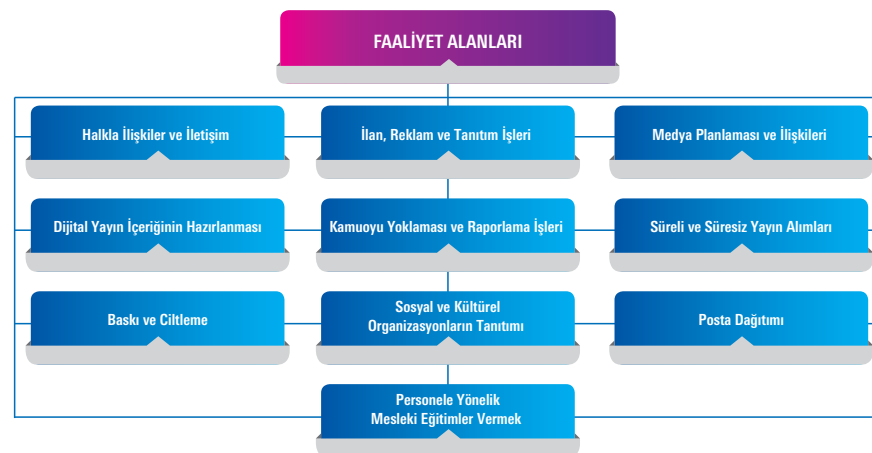 FAALİYET ALANLARI
Halkla İlişkiler ve İletişim
İlan, Reklam ve Tanıtım İşleri
Medya Planlaması ve İlişkileri
Dijital Yayın İçeriğinin Hazırlanması
Kamuoyu Yoklaması ve Raporlama İşleri
Süreli ve Süresiz Yayın Alımları
Baskı ve Ciltleme
Sosyal ve Kültürel
Organizasyonların Tanıtımı
Posta Dağıtımı
Personele Yönelik
Mesleki Eğitimler Vermek